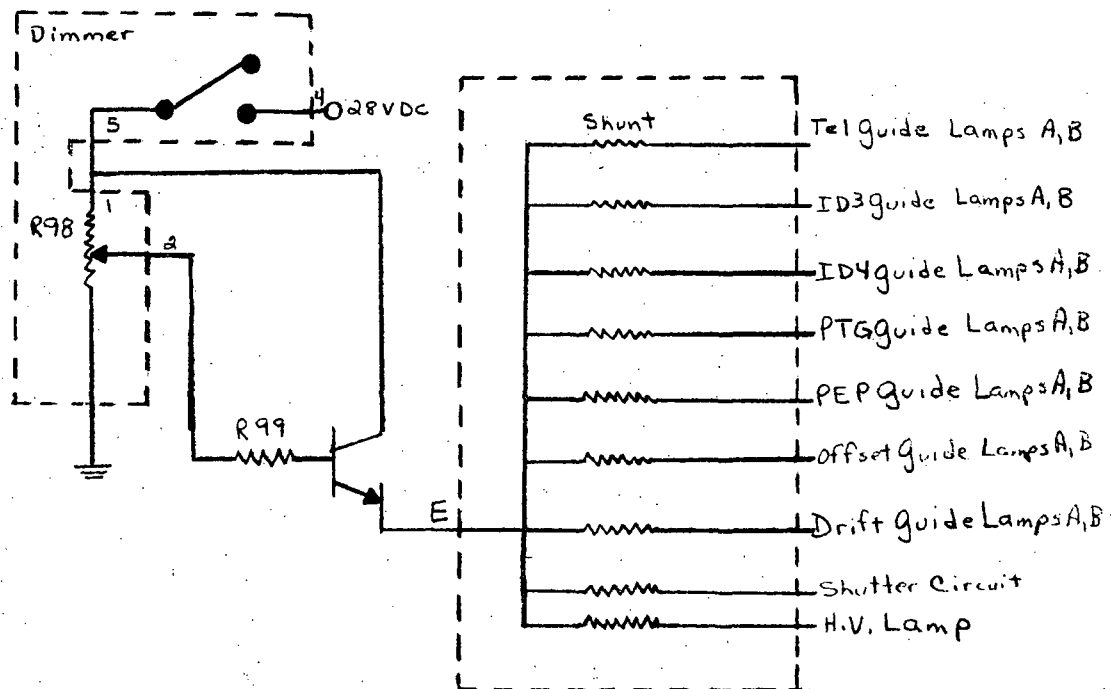 Dimmer
4
28VDC
5
1
R98
2
R99
E
Shunt
Tel guide Lamps A, B
ID3 guide Lamps A, B
ID4 guide Lamps A, B
PTG guide Lamps A, B
PEP guide Lamps A, B
offset guide Lamps A, B
Drift guide Lamps A, B
Shutter Circuit
H.V. Lamp